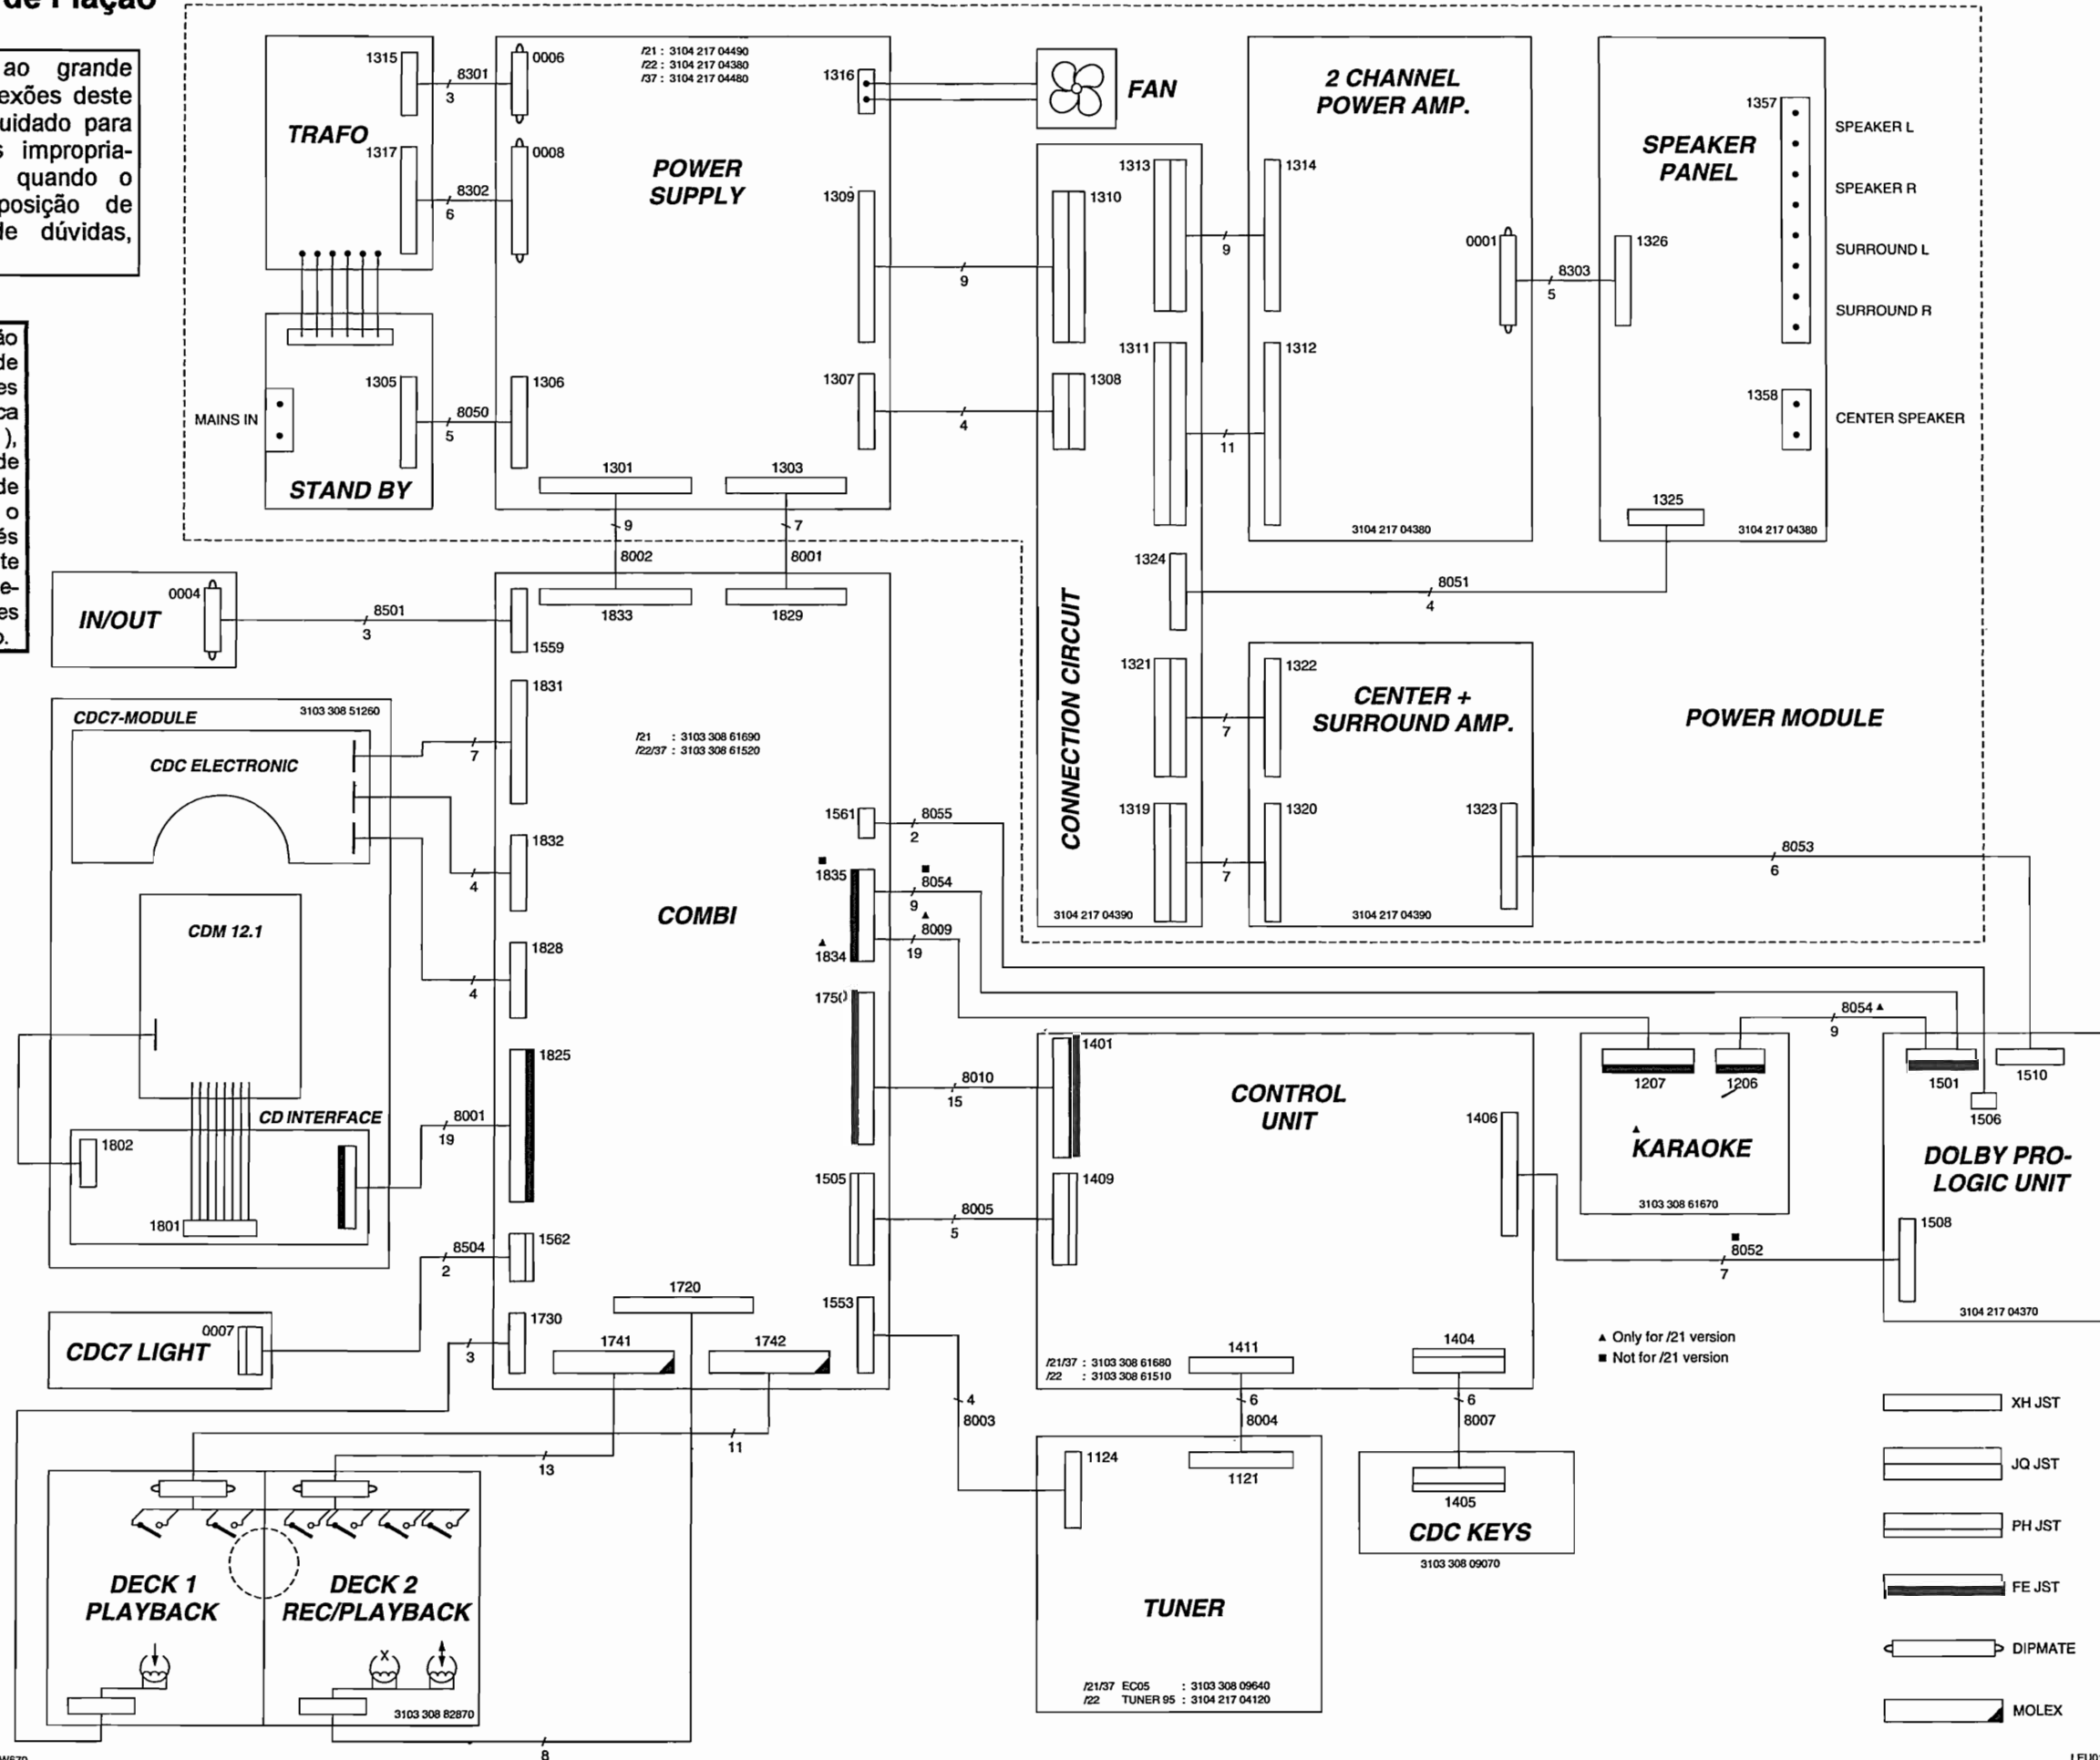 de Fiação
ao grande
exões deste
uidado para
s impropria-
quando o
posição de
de dúvidas,
ão
de
es
ca
),
de
de
o
és
te
e-
es
o.
TRAFO
1315
8301
3
0006
1317
8302
6
0008
/21 : 3104 217 04490
/22 : 3104 217 04380
/37 : 3104 217 04480
POWER
SUPPLY
1316
FAN
1309
9
1310
1307
4
1308
MAINS IN
STAND BY
1305
8050
5
1306
1301
9
8002
1833
1303
7
8001
1829
CONNECTION CIRCUIT
3104 217 04390
1313
9
1314
1311
11
1312
1324
8051
4
1325
1321
7
1322
1319
7
1320
2 CHANNEL
POWER AMP.
0001
8303
5
1326
3104 217 04380
SPEAKER
PANEL
1357
SPEAKER L
SPEAKER R
SURROUND L
SURROUND R
1358
CENTER SPEAKER
3104 217 04380
CENTER +
SURROUND AMP.
1323
3104 217 04390
POWER MODULE
8053
6
IN/OUT
0004
8501
3
1559
CDC7-MODULE
3103 308 51260
CDC ELECTRONIC
7
1831
4
1832
4
1828
CDM 12.1
CD INTERFACE
1802
1801
8001
19
1825
8504
2
1562
CDC7 LIGHT
0007
3
1730
COMBI
/21 : 3103 308 61690
/22/37 : 3103 308 61520
1561
8055
2
■
1835
■
8054
9
▲
1834
▲
8009
19
1750
8010
15
1401
1505
8005
5
1409
1553
4
8003
1720
1741
1742
11
13
CONTROL
UNIT
1406
/21/37 : 3103 308 61680
/22 : 3103 308 61510
1411
6
8004
1121
1404
6
8007
1405
CDC KEYS
3103 308 09070
1124
TUNER
/21/37 EC05 : 3103 308 09640
/22 TUNER 95 : 3104 217 04120
1207
1206
▲
KARAOKE
3103 308 61670
8054 ▲
9
1501
1510
1506
DOLBY PRO-
LOGIC UNIT
1508
3104 217 04370
■
8052
7
▲ Only for /21 version
■ Not for /21 version
XH JST
JQ JST
PH JST
FE JST
DIPMATE
MOLEX
DECK 1
PLAYBACK
DECK 2
REC/PLAYBACK
X
3103 308 82870
8